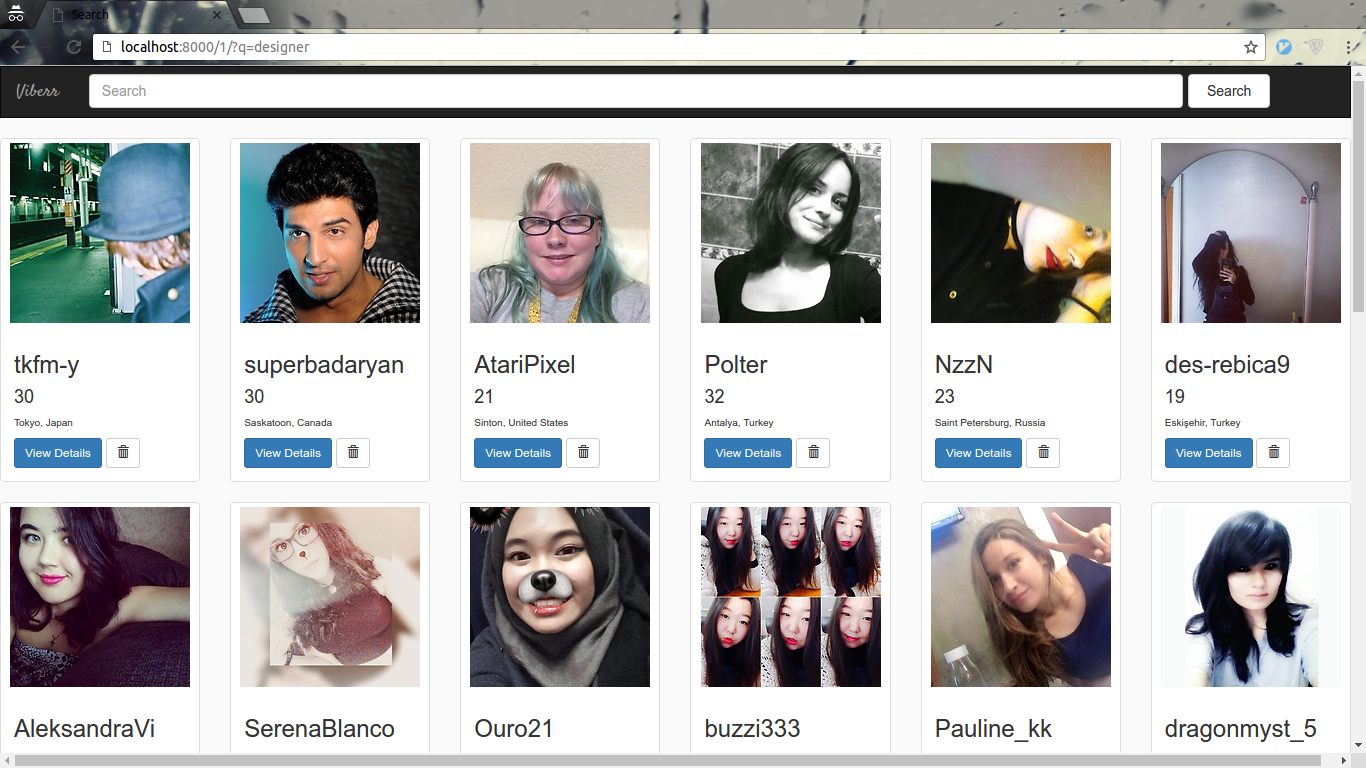 Search
localhost:8000/1/?q=designer
Viberr
Search
Search
tkfm-y
30
Tokyo, Japan
View Details
superbadaryan
30
Saskatoon, Canada
View Details
AtariPixel
21
Sinton, United States
View Details
Polter
32
Antalya, Turkey
View Details
NzzN
23
Saint Petersburg, Russia
View Details
des-rebica9
19
Eskişehir, Turkey
View Details
AleksandraVi
SerenaBlanco
Ouro21
buzzi333
Pauline_kk
dragonmyst_5